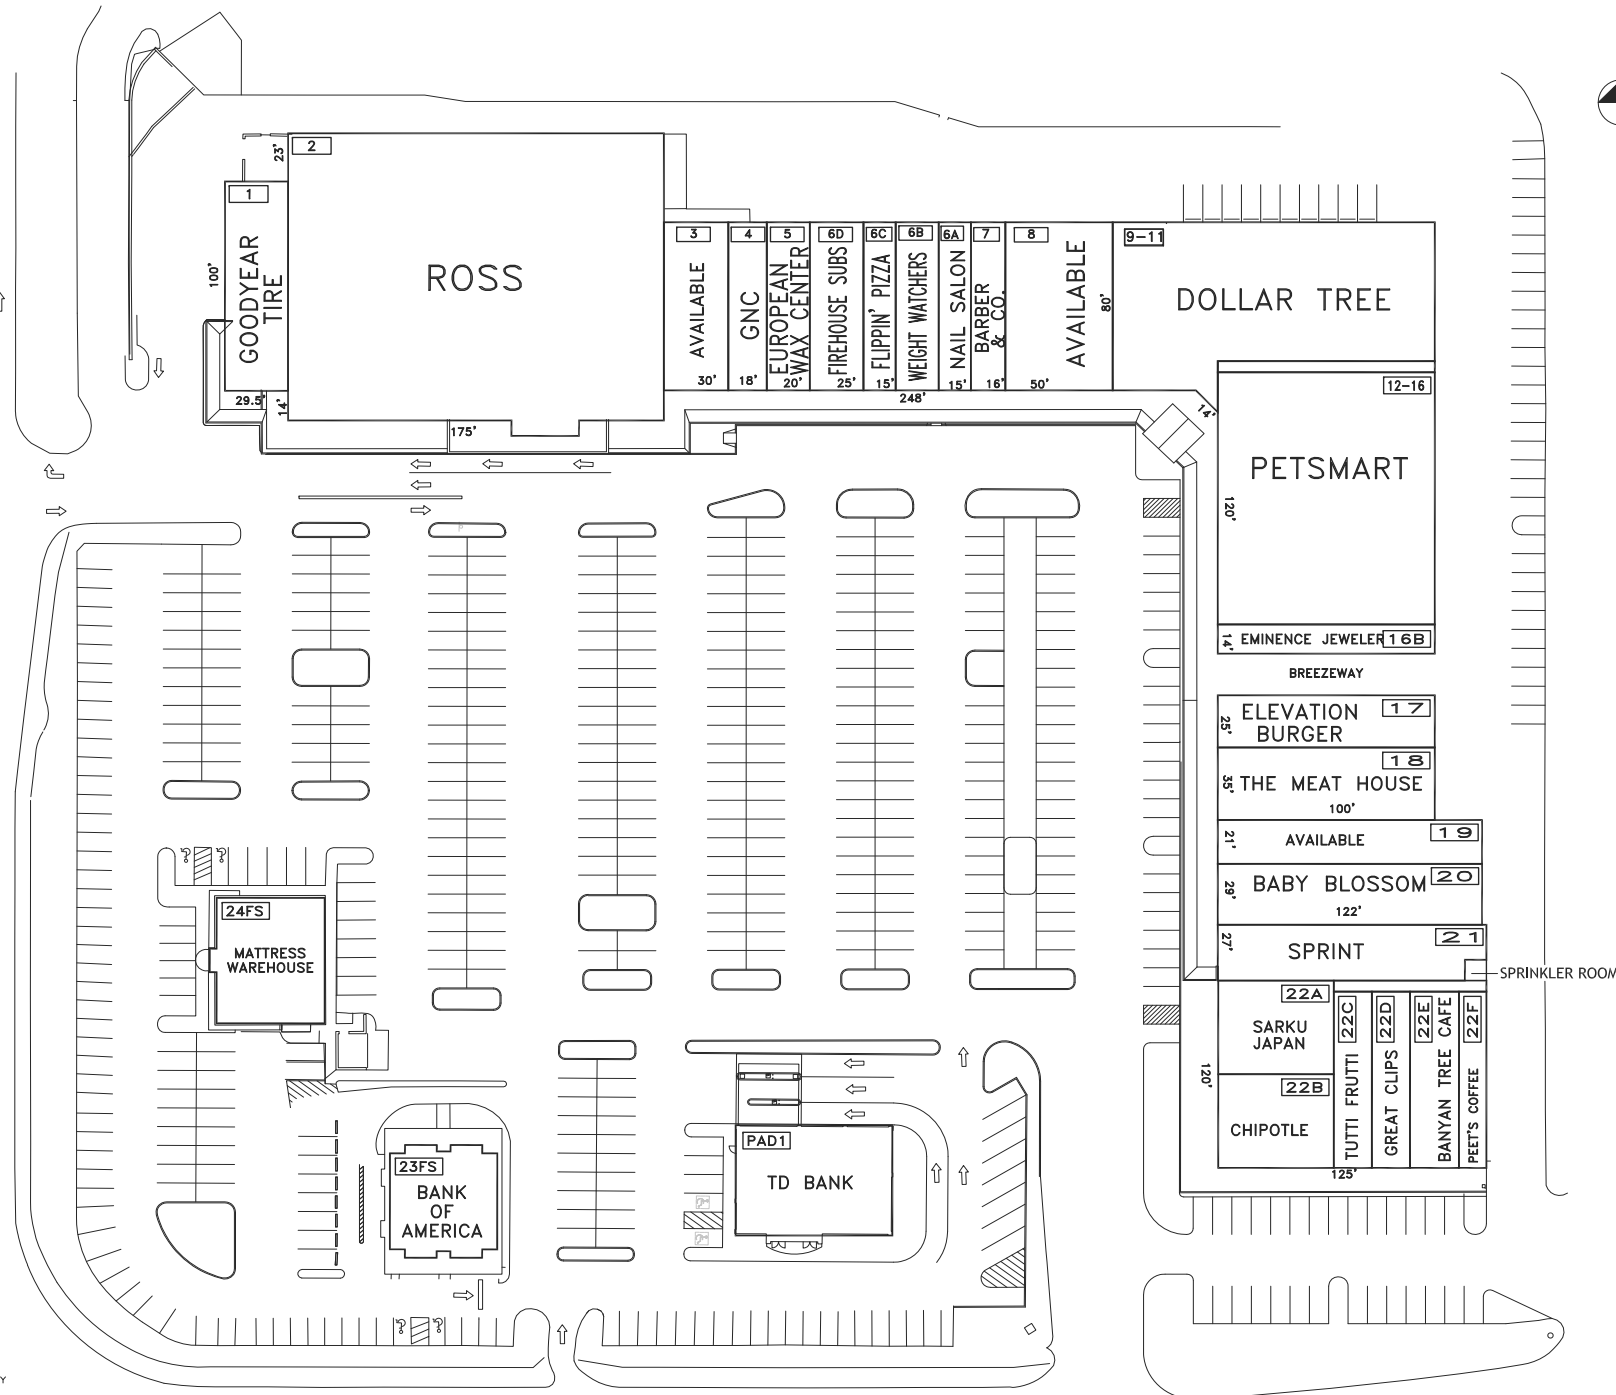 2
23'
1
100'
GOODYEAR
TIRE
29.5'
14'
ROSS
175'
3
AVAILABLE
30'
4
GNC
18'
5
EUROPEAN
WAX CENTER
20'
6D
FIREHOUSE SUBS
25'
6C
FLIPPIN' PIZZA
15'
6B
WEIGHT WATCHERS
6A
NAIL SALON
15'
7
BARBER
& CO.
16'
8
AVAILABLE
80'
50'
248'
9-11
DOLLAR TREE
14'
12-16
PETSMART
120'
14'
EMINENCE JEWELER
16B
BREEZEWAY
17
ELEVATION
BURGER
25'
18
THE MEAT HOUSE
35'
100'
19
AVAILABLE
21'
20
BABY BLOSSOM
29'
122'
21
SPRINT
27'
SPRINKLER ROOM
22A
SARKU
JAPAN
22B
CHIPOTLE
120'
22C
TUTTI FRUTTI
22D
GREAT CLIPS
22E
BANYAN TREE CAFE
22F
PEET'S COFFEE
125'
24FS
MATTRESS
WAREHOUSE
23FS
BANK
OF
AMERICA
PAD1
TD BANK